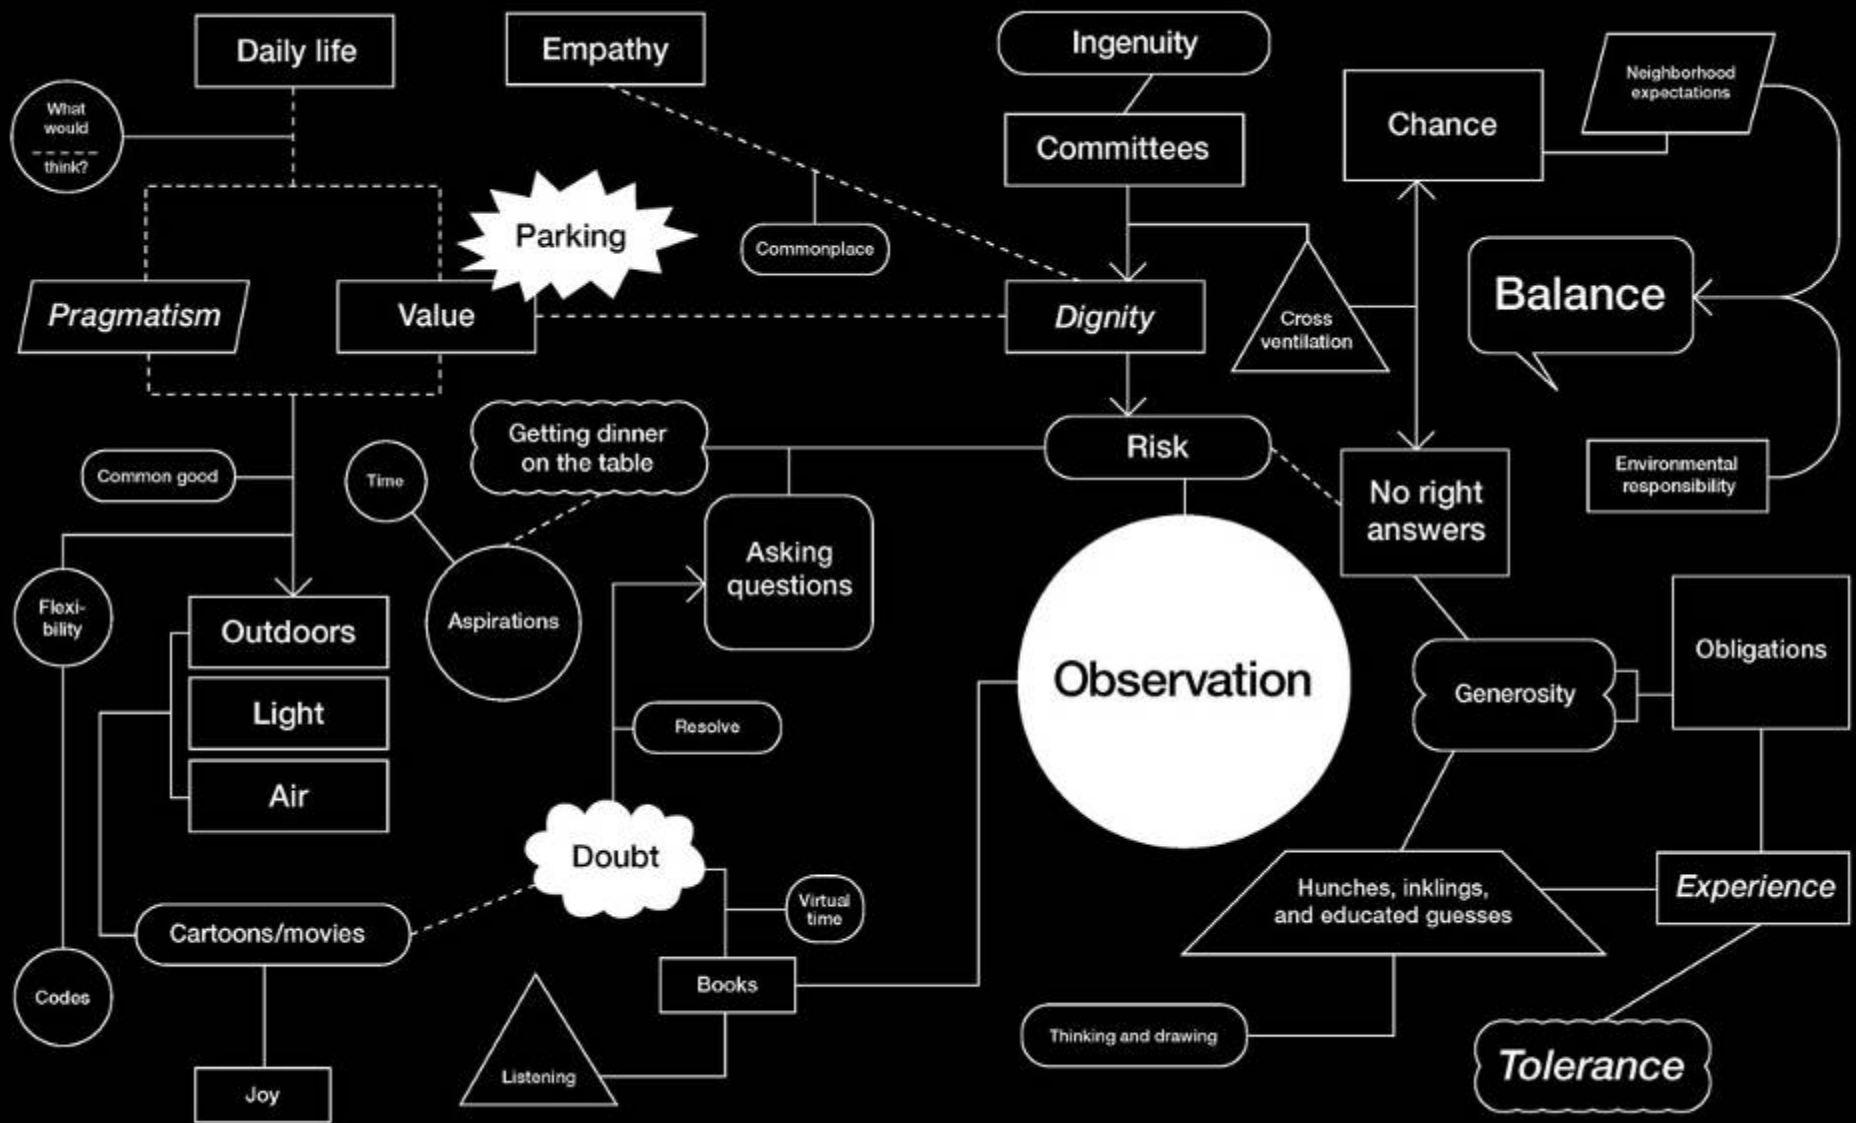 Daily life
Empathy
Ingenuity
Neighborhood
expectations
What
would
think?
Chance
Committees
Parking
Commonplace
Balance
Pragmatism
Value
Dignity
Cross
ventilation
Getting dinner
on the table
Risk
Common good
Time
No right
answers
Environmental
responsibility
Asking
questions
Flexi-
bility
Outdoors
Aspirations
Obligations
Observation
Generosity
Light
Resolve
Air
Doubt
Virtual
time
Hunches, inklings,
and educated guesses
Experience
Cartoons/movies
Books
Codes
Thinking and drawing
Listening
Tolerance
Joy